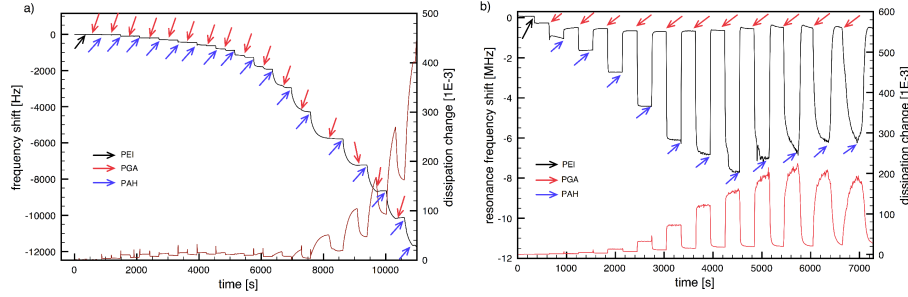 a)
frequency shift [Hz]
0
-2000
-4000
-6000
-8000
-10000
-12000
PEI
PGA
PAH
0
2000
4000
6000
8000
10000
time [s]
500
400
300
200
100
0
dissipation change [1E-3]
b)
resonance frequency shift [MHz]
0
-2
-4
-6
-8
-10
-12
PEI
PGA
PAH
0
1000
2000
3000
4000
5000
6000
7000
time [s]
600
500
400
300
200
100
0
dissipation change [1E-3]